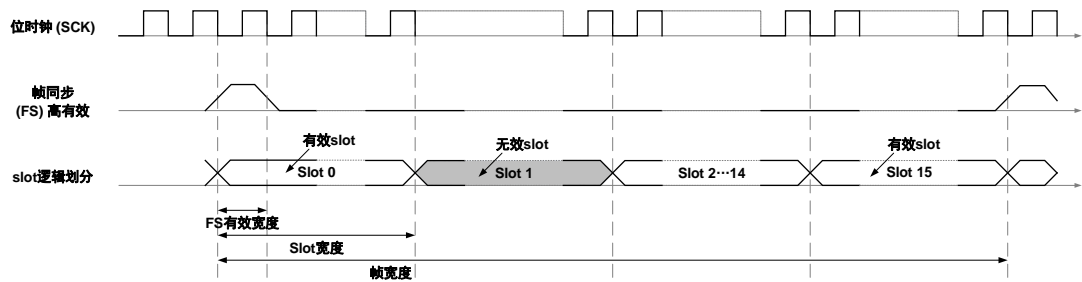 位时钟 (SCK)
帧同步
(FS) 高有效
有效slot
无效slot
有效slot
slot逻辑划分
Slot 0
Slot 1
Slot 2…14
Slot 15
FS有效宽度
Slot宽度
帧宽度